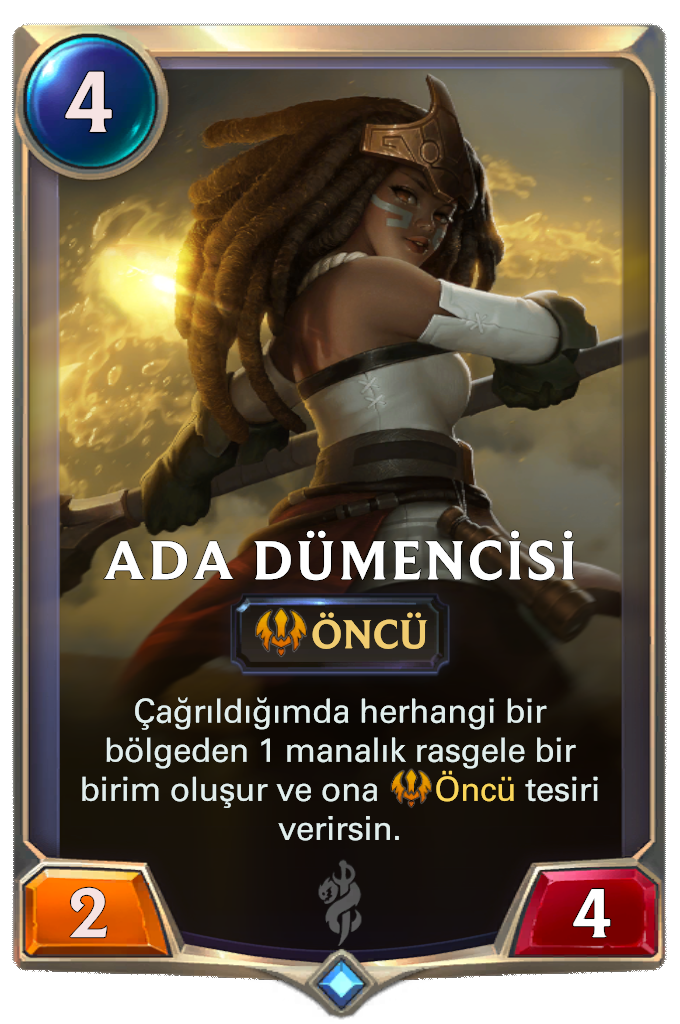 4
ADA DÜMENCİSİ
ÖNCÜ
Çağrıldığımda herhangi bir
bölgeden 1 manalık rasgele bir
birim oluşur ve ona Öncü tesiri
verirsin.
2 4